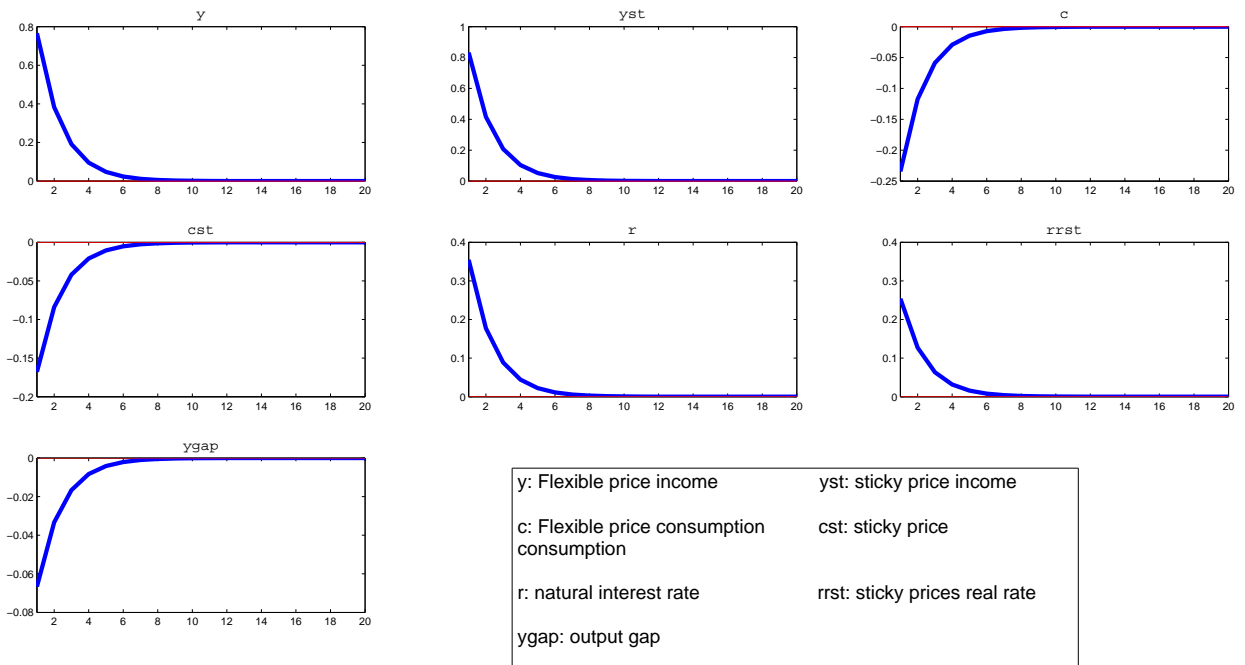 y
yst
c
0.8
0.6
0.4
0.2
0
2 4 6 8 10 12 14 16 18 20
1
0.8
0.6
0.4
0.2
0
2 4 6 8 10 12 14 16 18 20
0
−0.05
−0.1
−0.15
−0.2
−0.25
2 4 6 8 10 12 14 16 18 20
cst
r
rrst
0
−0.05
−0.1
−0.15
−0.2
2 4 6 8 10 12 14 16 18 20
0.4
0.3
0.2
0.1
0
2 4 6 8 10 12 14 16 18 20
0.4
0.3
0.2
0.1
0
2 4 6 8 10 12 14 16 18 20
ygap
0
−0.02
−0.04
−0.06
−0.08
2 4 6 8 10 12 14 16 18 20
y: Flexible price income yst: sticky price income
c: Flexible price consumption cst: sticky price
consumption
r: natural interest rate rrst: sticky prices real rate
ygap: output gap